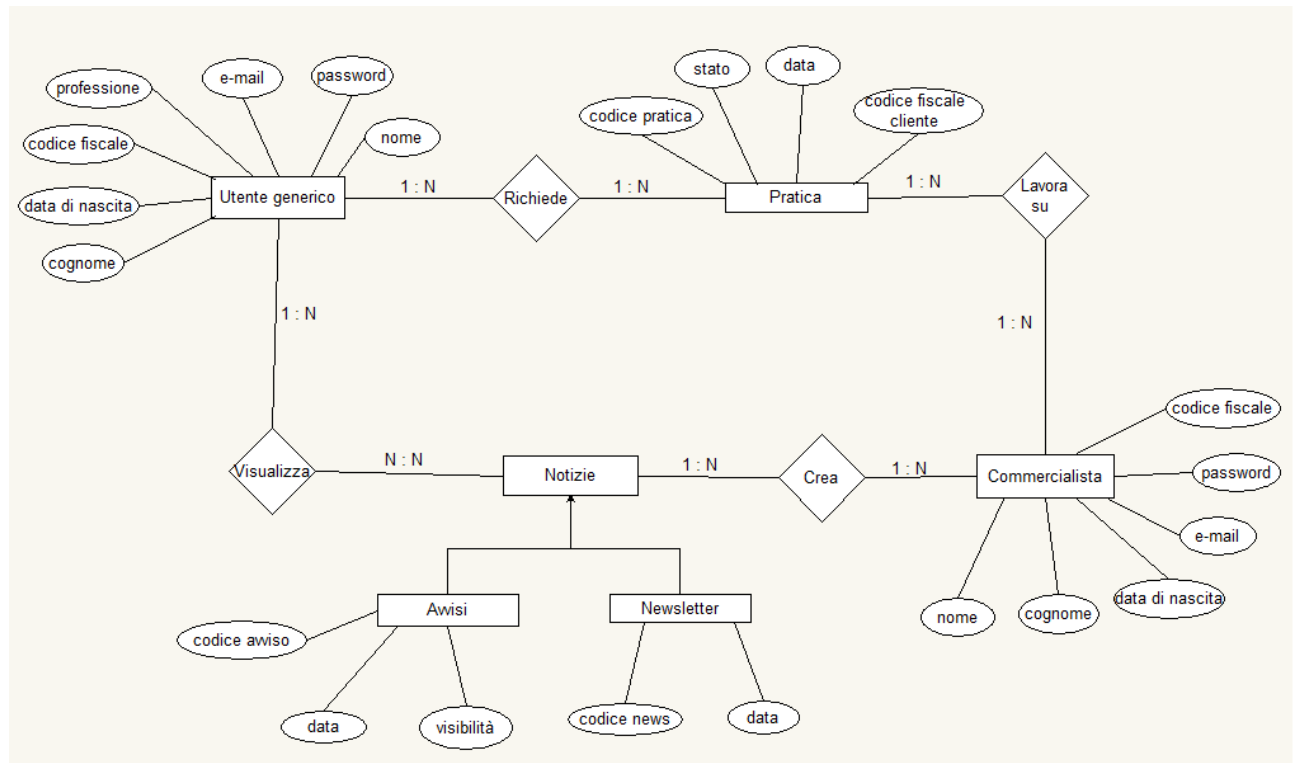 professione
e-mail
password
stato
data
codice fiscale
cliente
codice pratica
codice fiscale
nome
data di nascita
Utente generico
1 : N
Richiede
1 : N
Pratica
1 : N
Lavora
su
cognome
1 : N
1 : N
codice fiscale
Visualizza
N : N
Notizie
1 : N
Crea
1 : N
Commercialista
password
e-mail
data di nascita
nome
cognome
Avvisi
Newsletter
codice avviso
data
visibilità
codice news
data